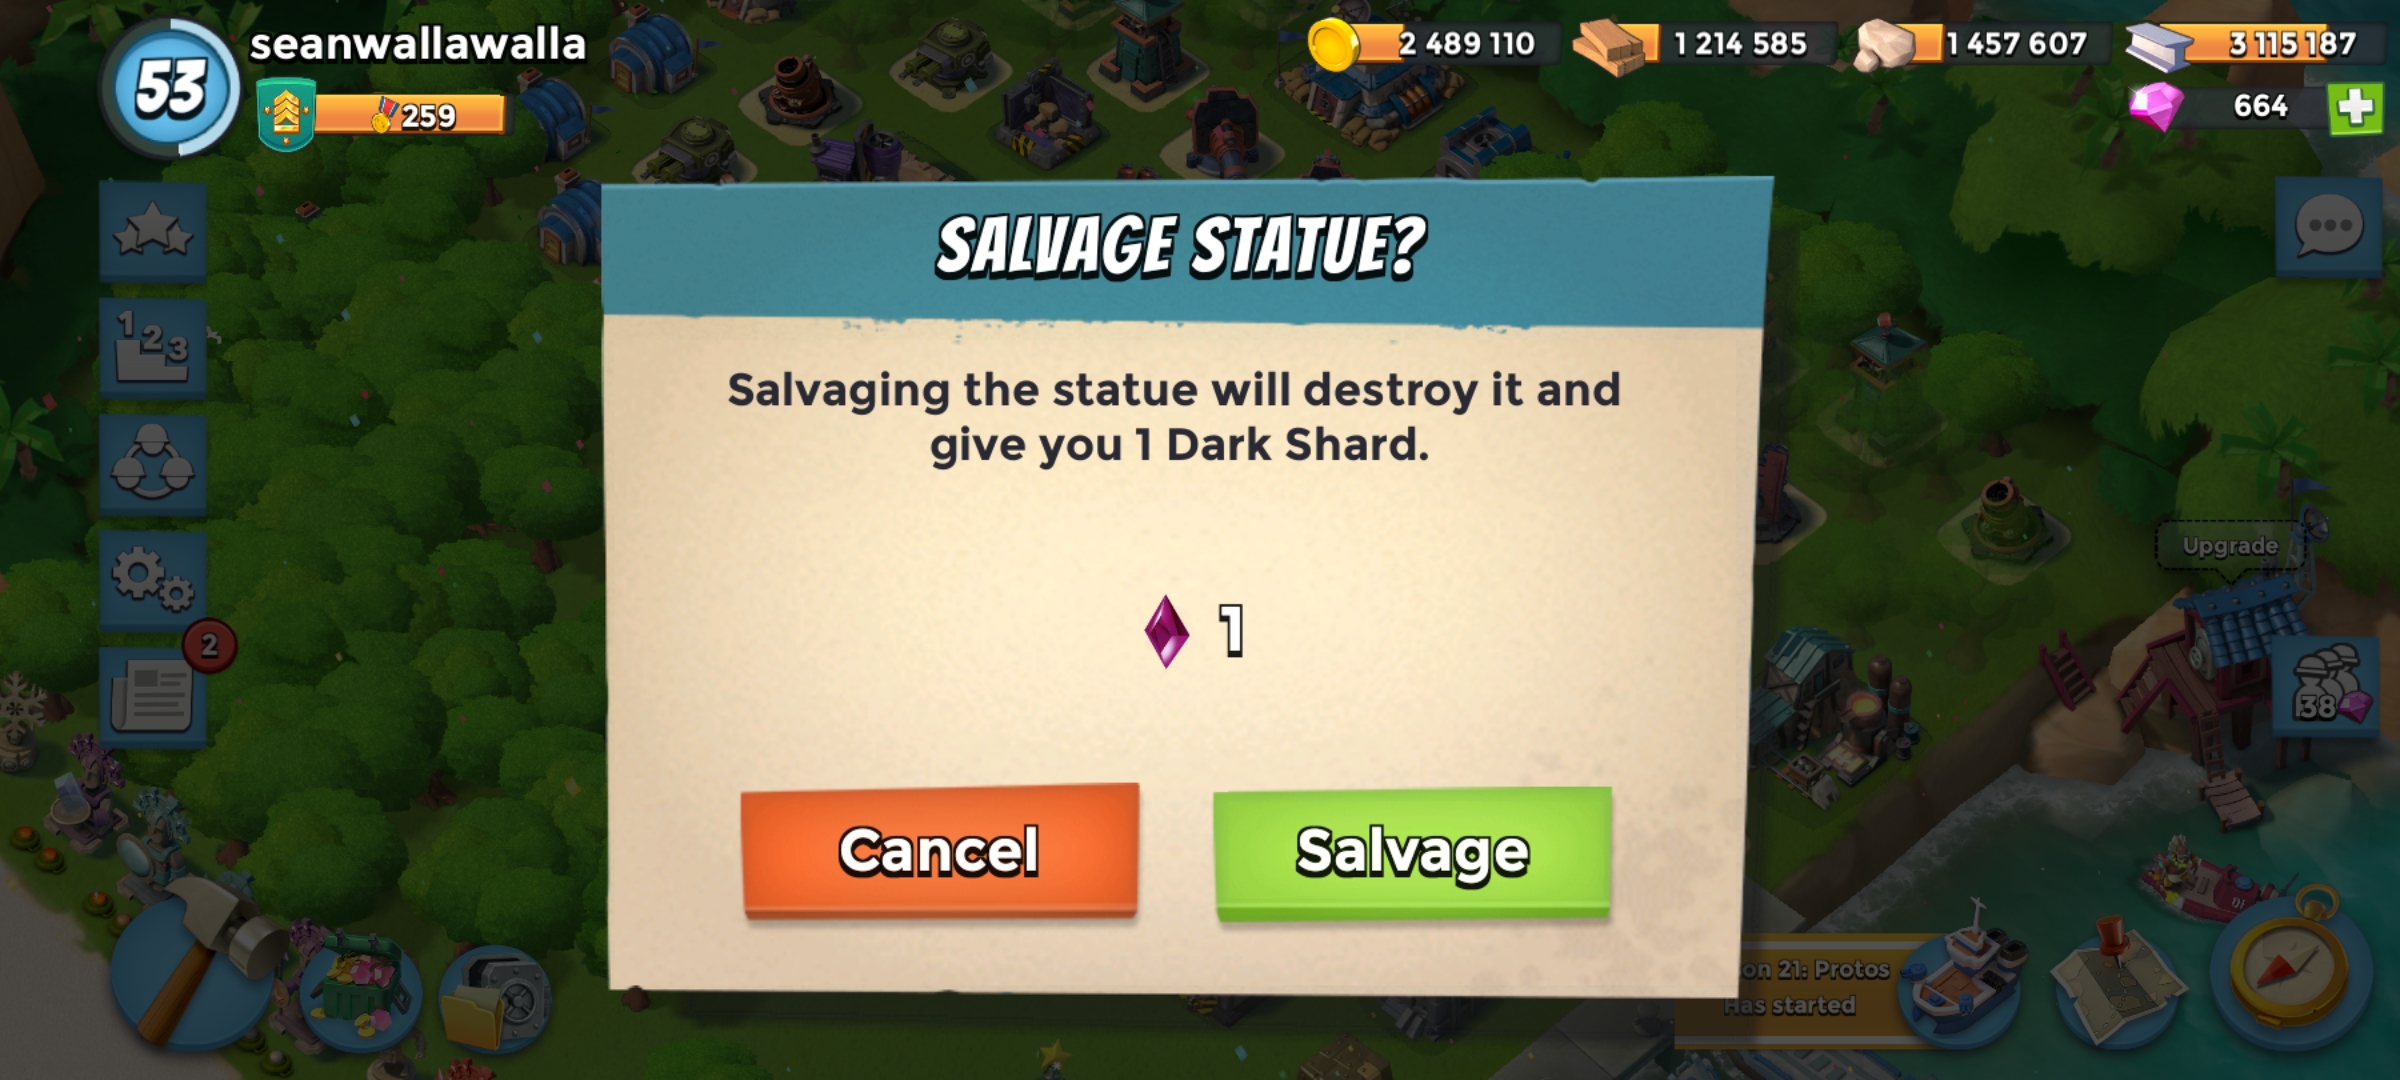 53
seanwallawalla
259
2 489 110
1 214 585
1 457 607
3 115 187
664
1 2 3
2
SALVAGE STATUE?
Salvaging the statue will destroy it and
give you 1 Dark Shard.
1
Cancel
Salvage
Upgrade
138
on 21: Protos
Has started